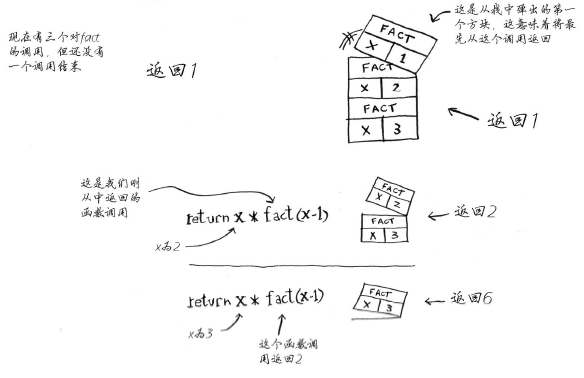 现在有三个对fact
的调用，但还没有
一个调用结束
返回1
FACT
X 1
FACT
X 2
FACT
X 3
这是从栈中弹出的第一
个方块，这意味着将最
先从这个调用返回
返回1
这是我们刚
从中返回的
函数调用
return x * fact(x-1)
x为2
FACT
X 2
FACT
X 3
返回2
return x * fact(x-1)
x为3
这个函数调
用返回2
FACT
X 3
返回6